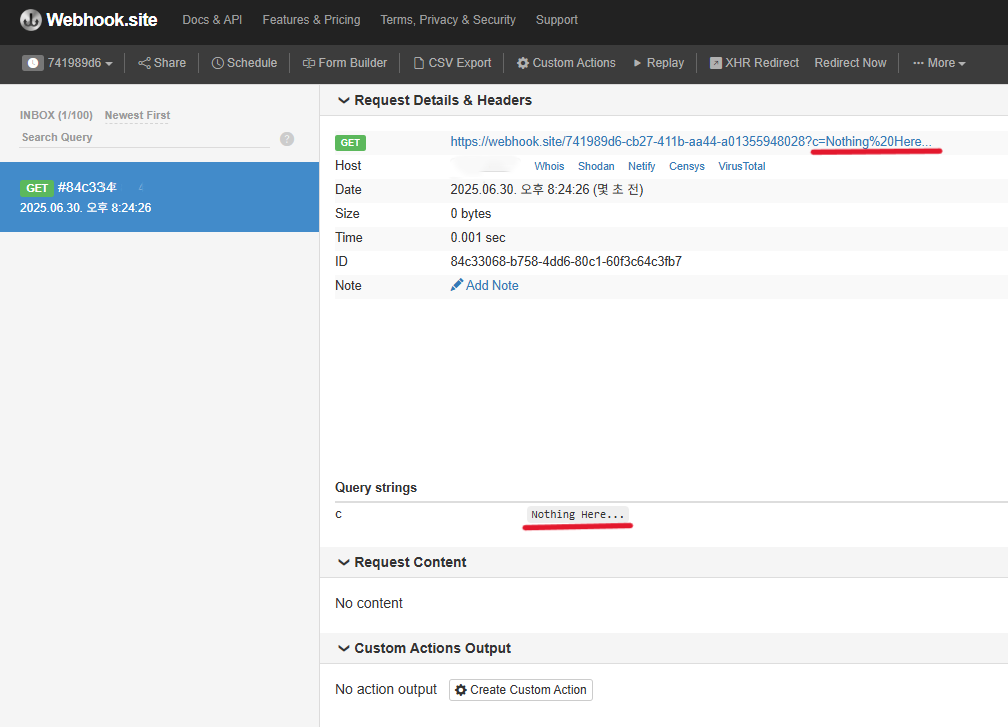 Webhook.site Docs & API Features & Pricing Terms, Privacy & Security Support
741989d6 Share Schedule Form Builder CSV Export Custom Actions Replay XHR Redirect Redirect Now ··· More
INBOX (1/100) Newest First
Search Query ?
GET #84c334
2025.06.30. 오후 8:24:26
Request Details & Headers
GET https://webhook.site/741989d6-cb27-411b-aa44-a01355948028?c=Nothing%20Here...
Host Whois Shodan Netify Censys VirusTotal
Date 2025.06.30. 오후 8:24:26 (몇 초 전)
Size 0 bytes
Time 0.001 sec
ID 84c33068-b758-4dd6-80c1-60f3c64c3fb7
Note Add Note
Query strings
c Nothing Here...
Request Content
No content
Custom Actions Output
No action output Create Custom Action